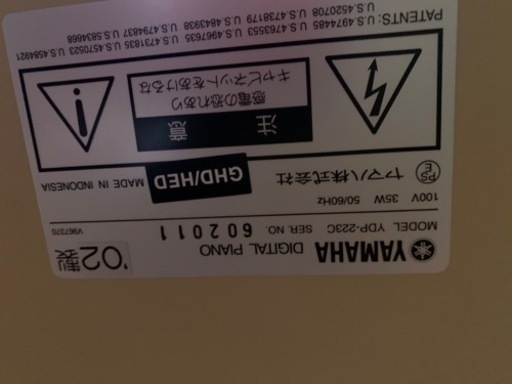 YAMAHA DIGITAL PIANO '02製
MODEL YDP-223C SER. NO. 602011 V967370
100V 35W 50/60Hz
PSE ヤマハ株式会社 GHD/HED MADE IN INDONESIA
注意
感電の恐れあり
キャビネットをあけるな
PATENTS: U.S.4974485 U.S.4763553 U.S.4967635 U.S.4731835 U.S.4570523 U.S.4584921
U.S.4520708 U.S.4738179 U.S.4843938 U.S.4794837 U.S.5834668